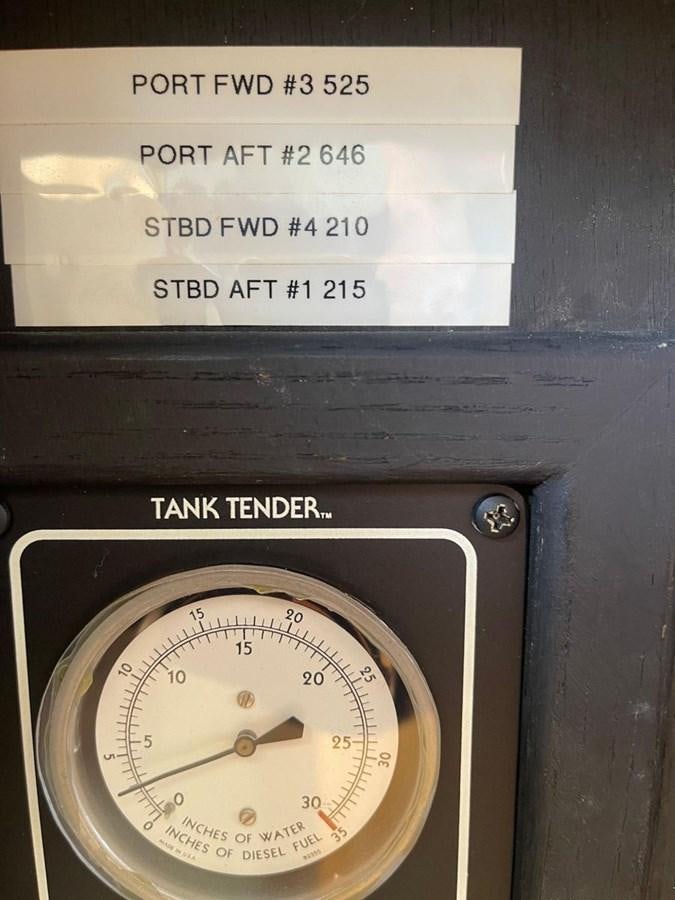 PORT FWD #3 525
PORT AFT #2 646
STBD FWD #4 210
STBD AFT #1 215
TANK TENDER™
15 20
15
10 10 20 25
5 5 25 30
0 0 30 35
INCHES OF WATER
INCHES OF DIESEL FUEL
MADE IN U.S.A.